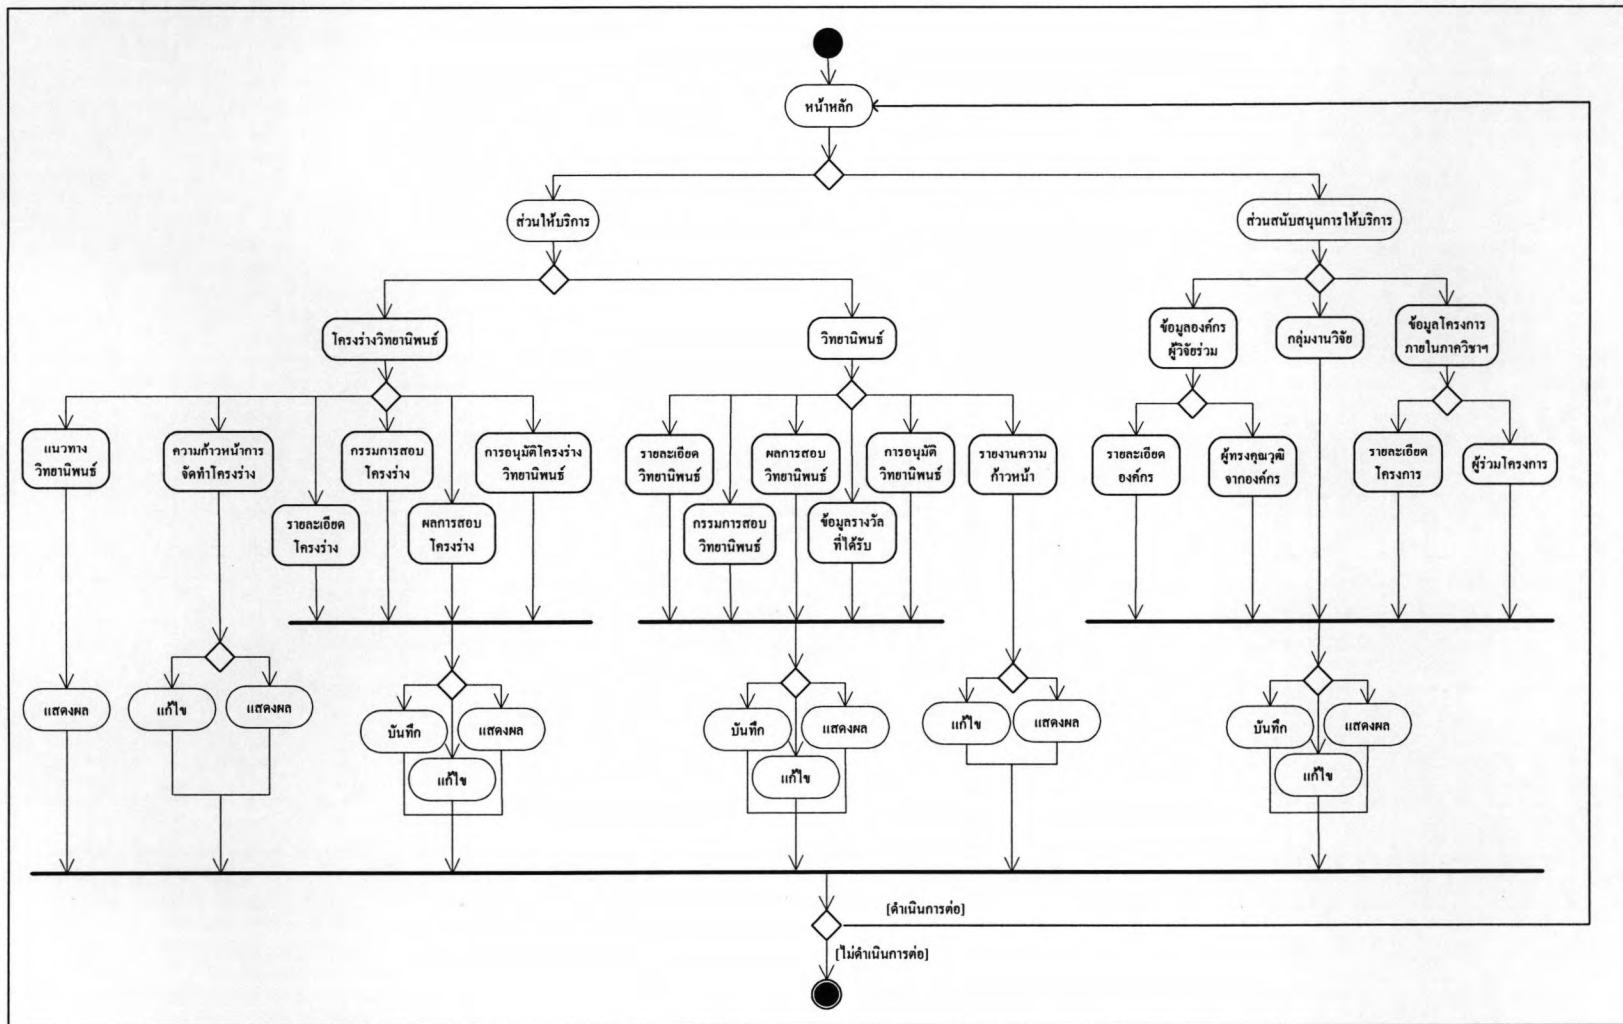 หน้าหลัก
ส่วนให้บริการ
ส่วนสนับสนุนการให้บริการ
โครงร่างวิทยานิพนธ์
วิทยานิพนธ์
ข้อมูลองค์กร
ผู้วิจัยร่วม
กลุ่มงานวิจัย
ข้อมูลโครงการ
ภายในภาควิชาฯ
แนวทาง
วิทยานิพนธ์
ความก้าวหน้าการ
จัดทำโครงร่าง
กรรมการสอบ
โครงร่าง
การอนุมัติโครงร่าง
วิทยานิพนธ์
รายละเอียด
วิทยานิพนธ์
ผลการสอบ
วิทยานิพนธ์
การอนุมัติ
วิทยานิพนธ์
รายงานความ
ก้าวหน้า
รายละเอียด
องค์กร
ผู้ทรงคุณวุฒิ
จากองค์กร
รายละเอียด
โครงการ
ผู้ร่วมโครงการ
รายละเอียด
โครงร่าง
ผลการสอบ
โครงร่าง
กรรมการสอบ
วิทยานิพนธ์
ข้อมูลรางวัล
ที่ได้รับ
แสดงผล
แก้ไข
แสดงผล
บันทึก
แสดงผล
แก้ไข
บันทึก
แสดงผล
แก้ไข
แก้ไข
แสดงผล
บันทึก
แสดงผล
แก้ไข
[ดำเนินการต่อ]
[ไม่ดำเนินการต่อ]